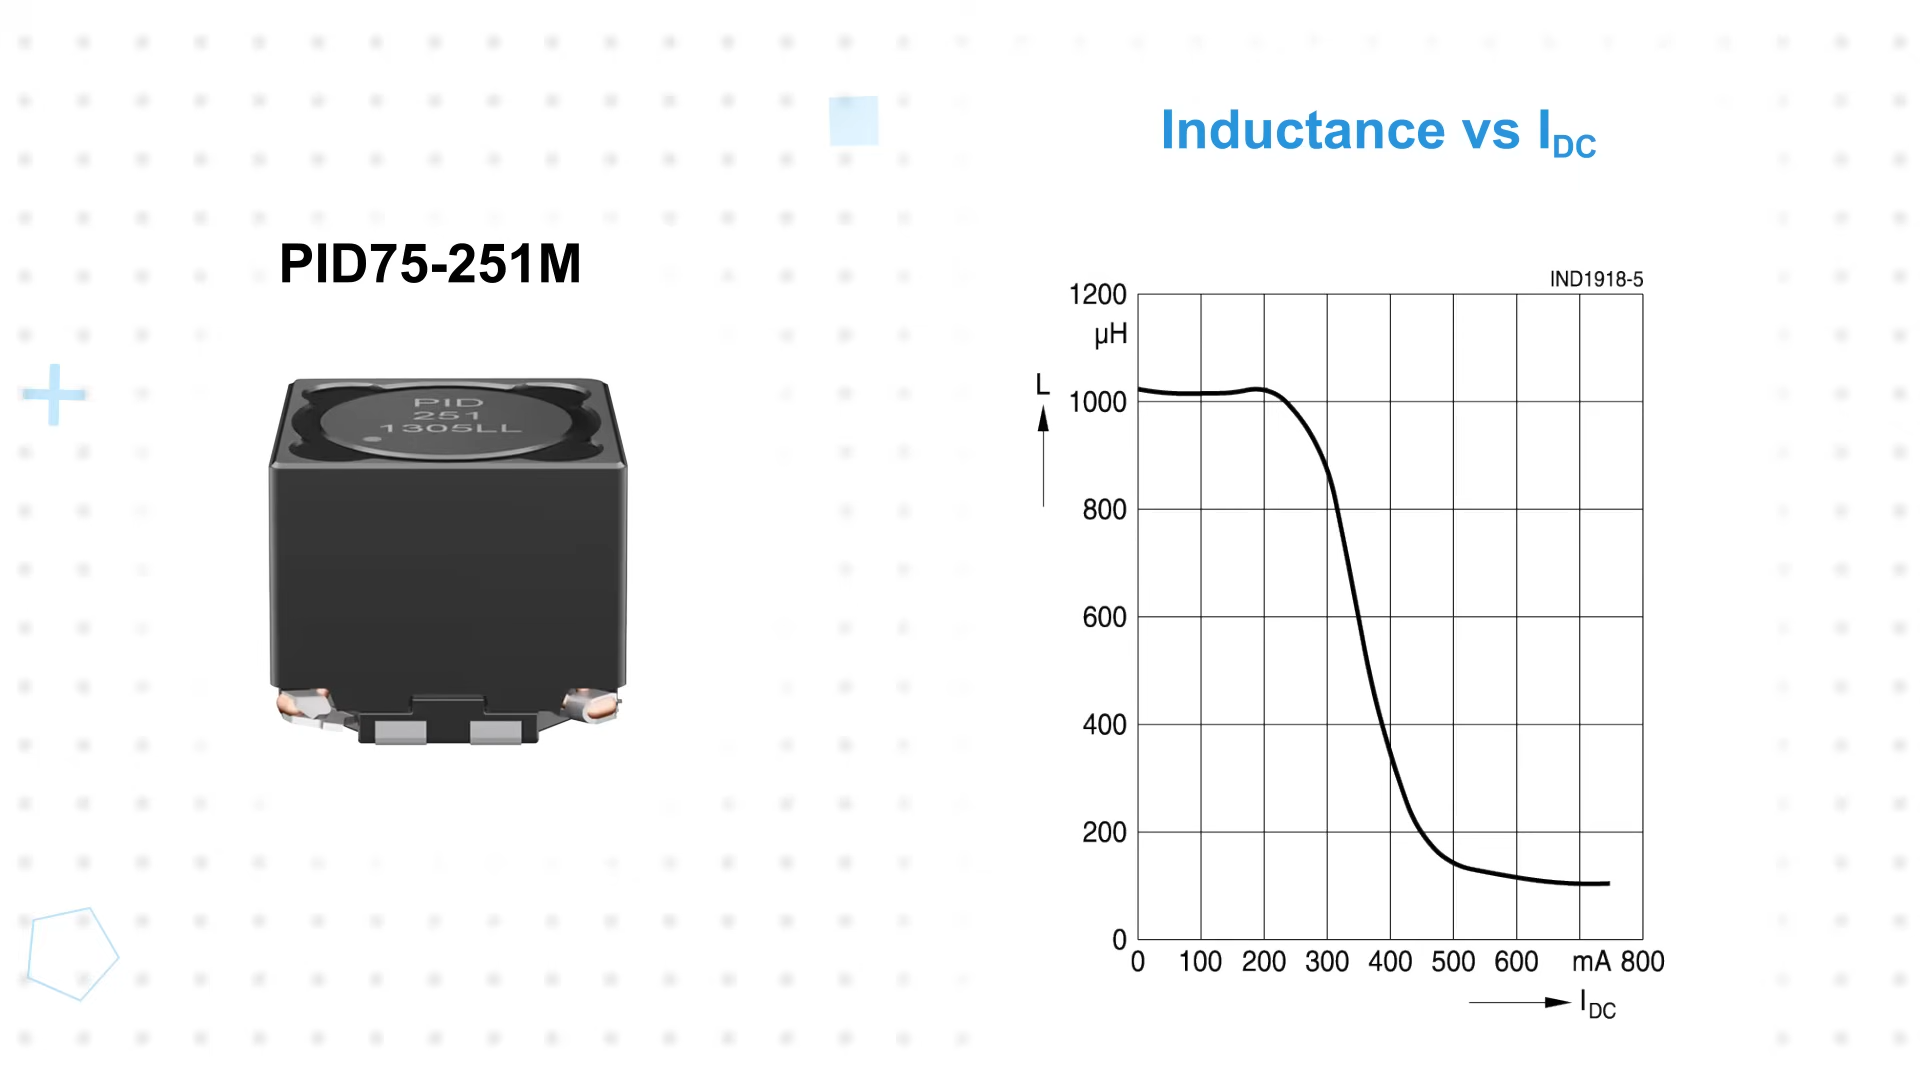 PID75-251M
PID
251
1305LL
Inductance vs IDC
IND1918-5
1200
µH
L
1000
800
600
400
200
0
0 100 200 300 400 500 600 mA 800
IDC